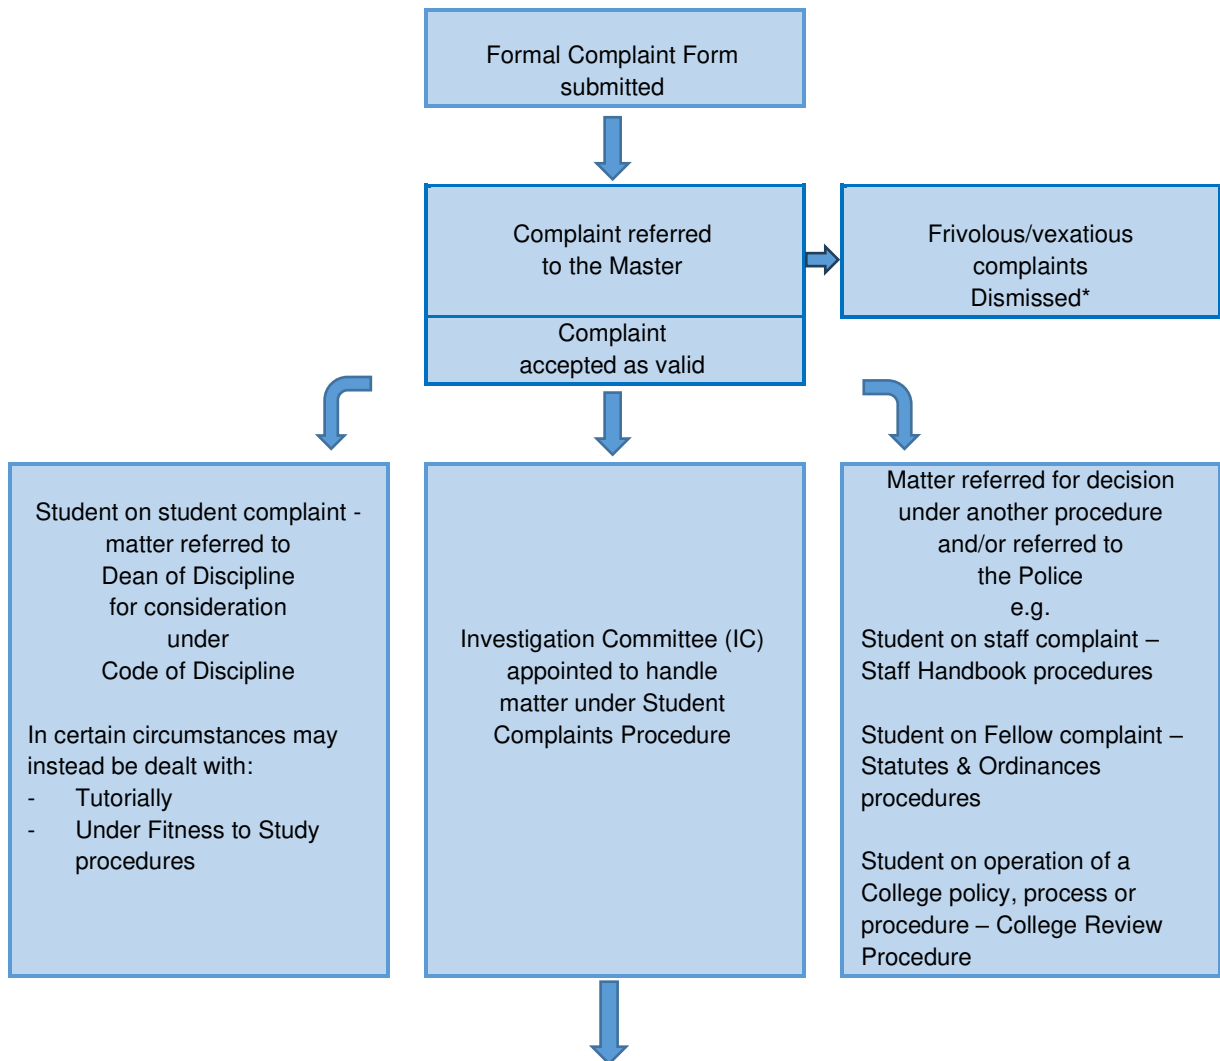 Formal Complaint Form
submitted
Complaint referred
to the Master
Frivolous/vexatious
complaints
Dismissed*
Complaint
accepted as valid
Student on student complaint -
matter referred to
Dean of Discipline
for consideration
under
Code of Discipline
In certain circumstances may
instead be dealt with:
- Tutorially
- Under Fitness to Study
procedures
Investigation Committee (IC)
appointed to handle
matter under Student
Complaints Procedure
Matter referred for decision
under another procedure
and/or referred to
the Police
e.g.
Student on staff complaint –
Staff Handbook procedures
Student on Fellow complaint –
Statutes & Ordinances
procedures
Student on operation of a
College policy, process or
procedure – College Review
Procedure